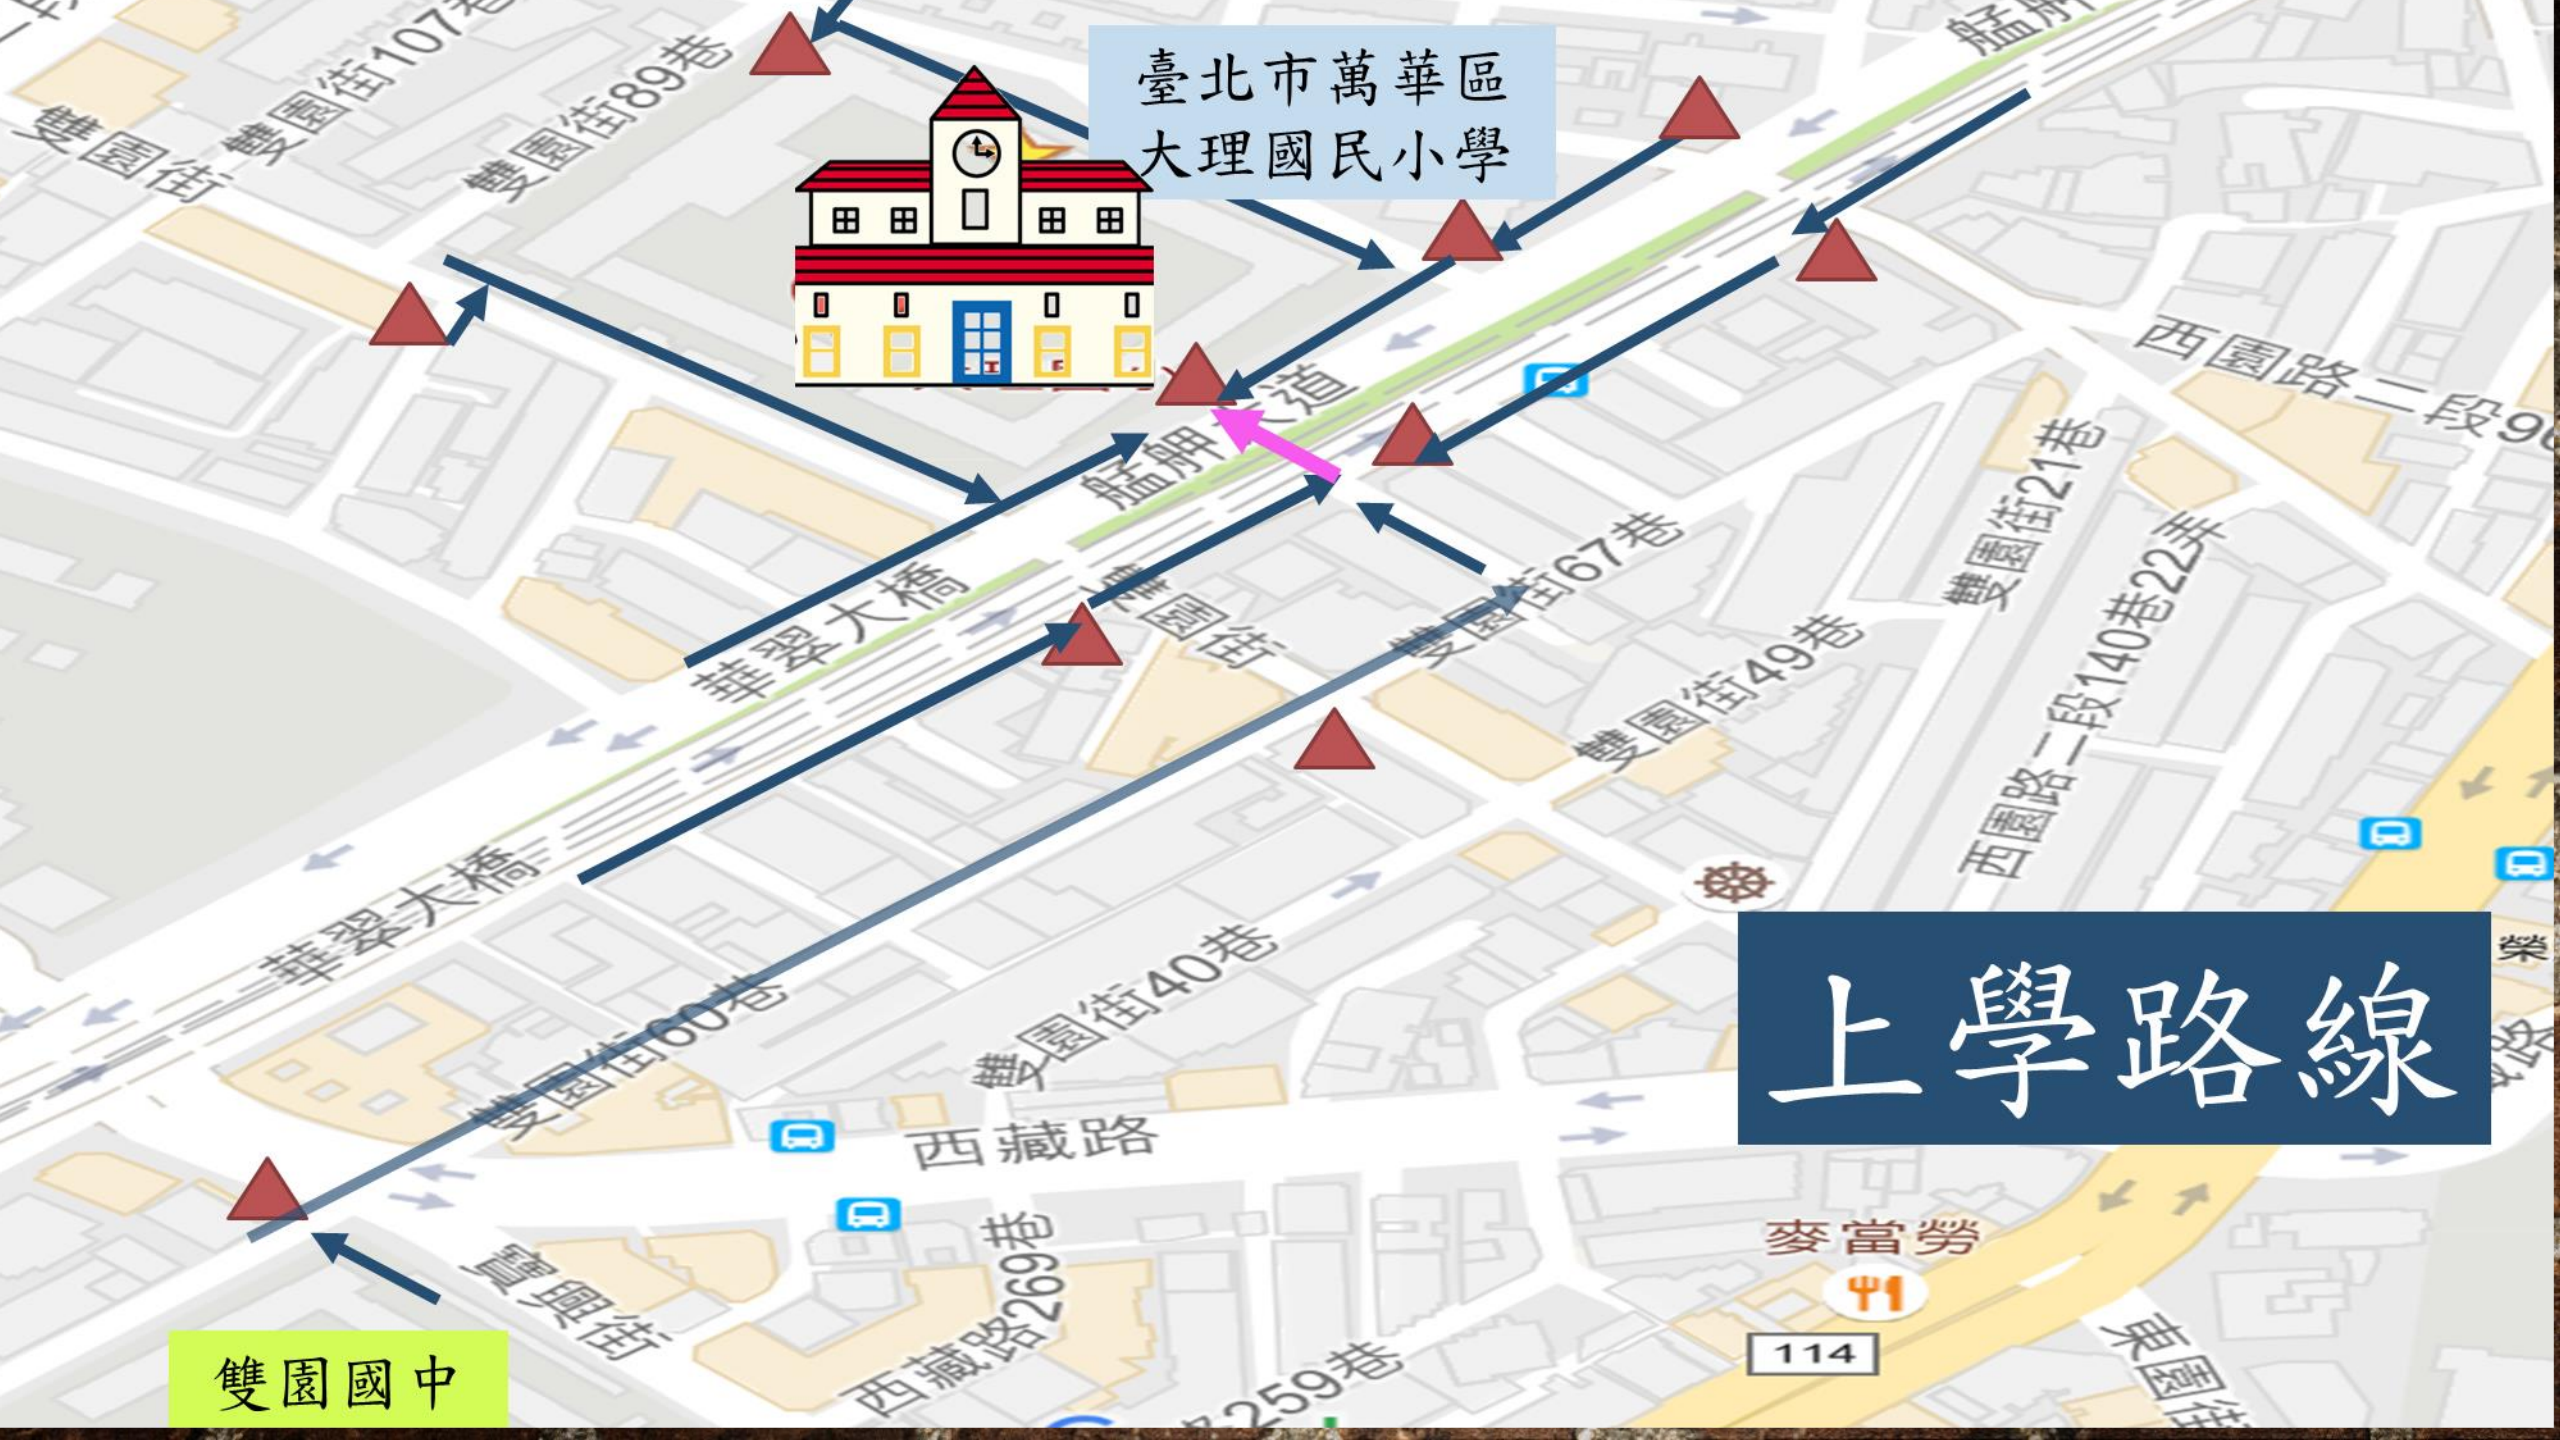 雙園街107巷
雙園街89巷
雙園街
臺北市萬華區
大理國民小學
艋舺
艋舺大道
西園路二段9
雙園街21巷
西園路二段140巷22弄
雙園街67巷
雙園街
雙園街49巷
華翠大橋
華翠大橋
雙園街60巷
雙園街40巷
西藏路
上學路線
榮
路
麥當勞
114
寶興街
西藏路269巷
259巷
東園街
雙園國中